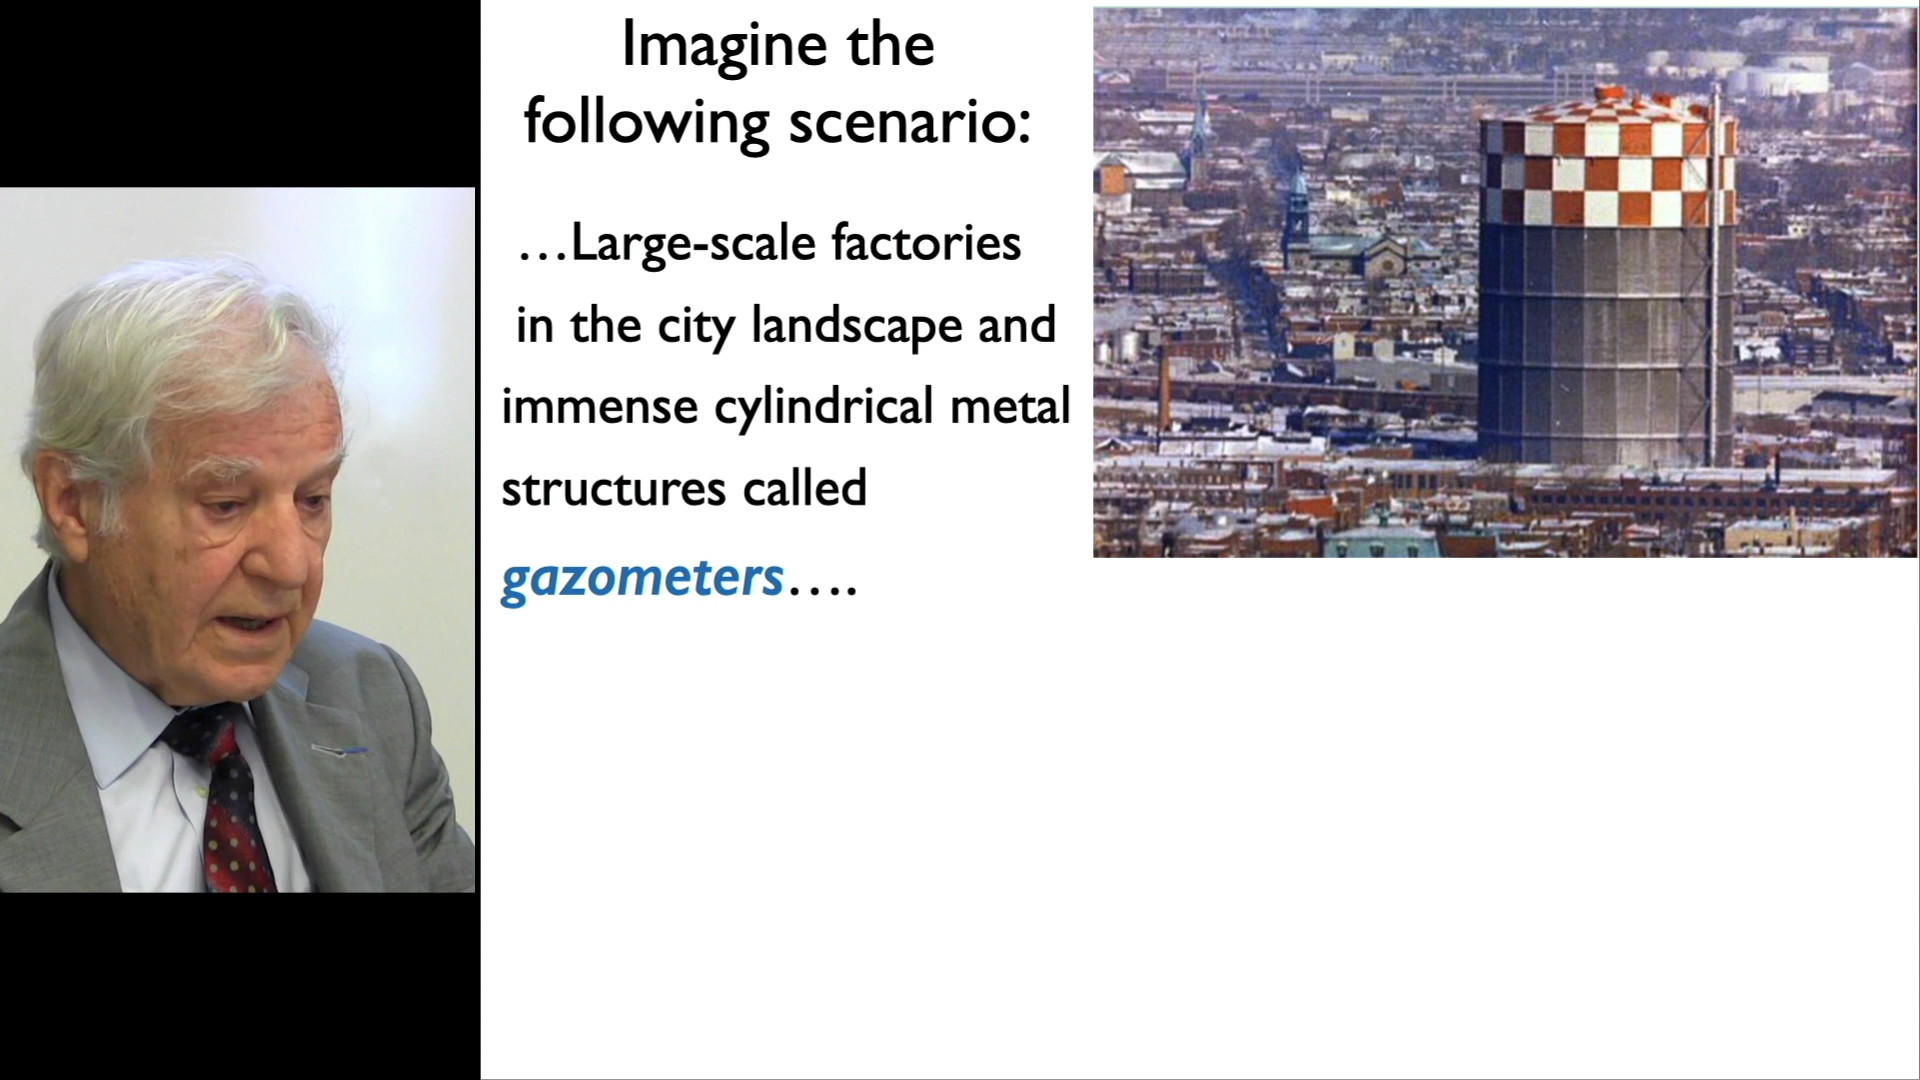 Imagine the
following scenario:
…Large-scale factories
in the city landscape and
immense cylindrical metal
structures called
gazometers….